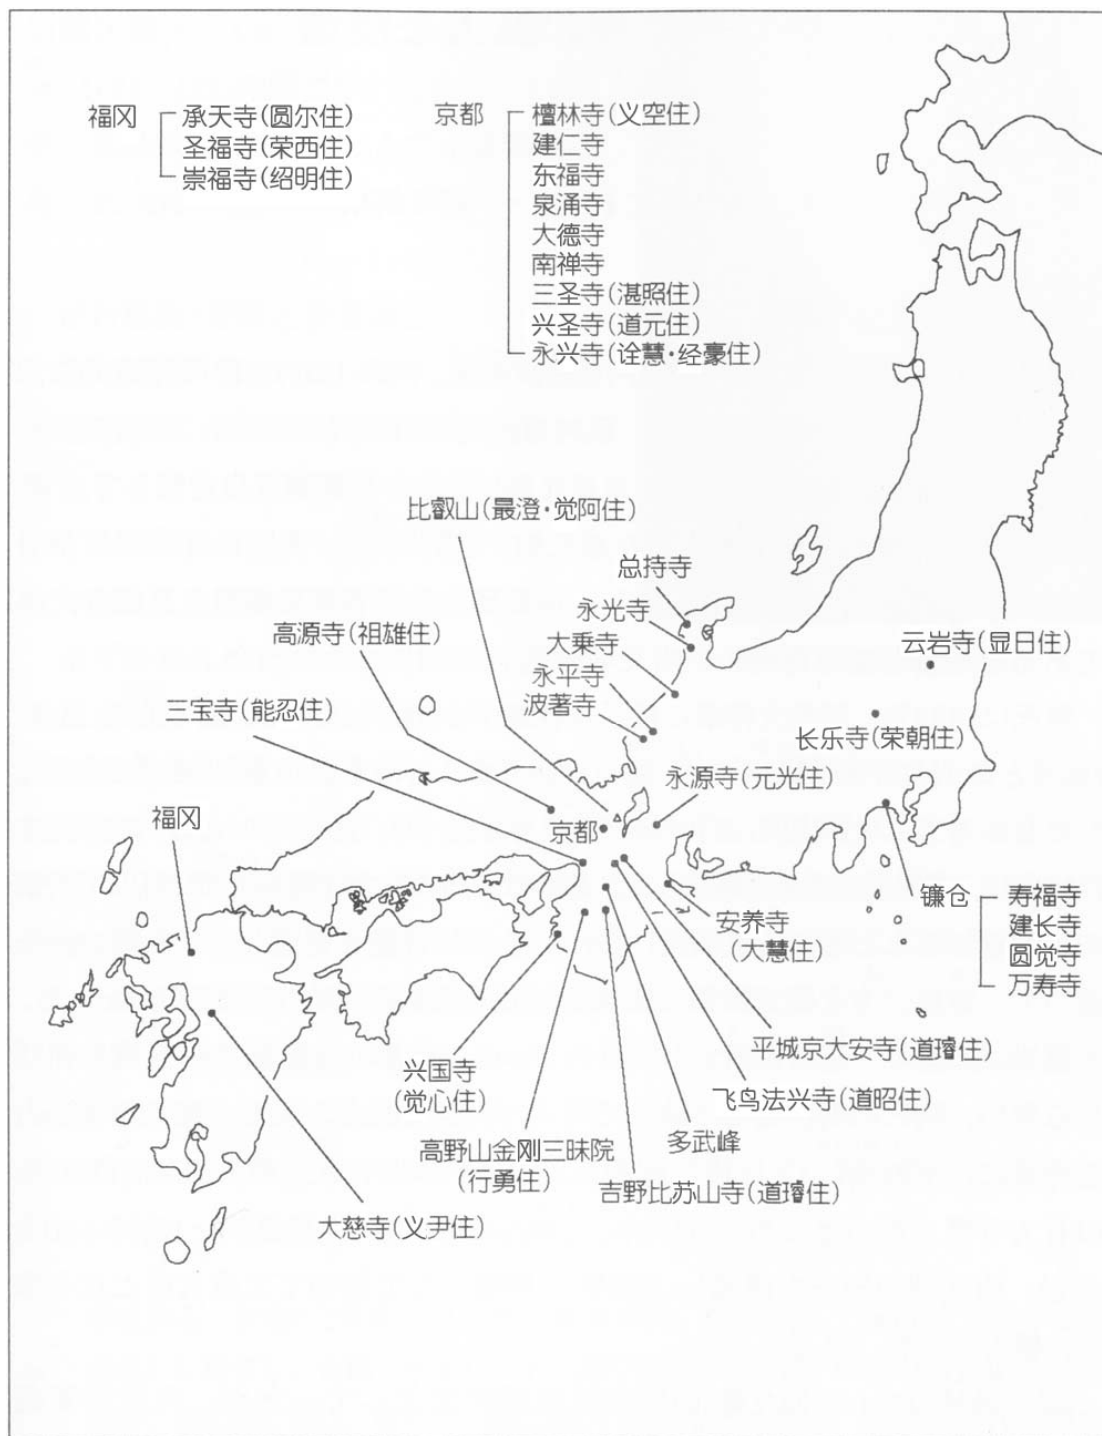 福冈
承天寺(圆尔住)
圣福寺(荣西住)
崇福寺(绍明住)
京都
檀林寺(义空住)
建仁寺
东福寺
泉涌寺
大德寺
南禅寺
三圣寺(湛照住)
兴圣寺(道元住)
永兴寺(诠慧·经豪住)
比叡山(最澄·觉阿住)
总持寺
永光寺
高源寺(祖雄住)
大乘寺
云岩寺(显日住)
永平寺
三宝寺(能忍住)
波著寺
长乐寺(荣朝住)
永源寺(元光住)
福冈
京都
镰仓
寿福寺
建长寺
圆觉寺
万寿寺
安养寺
(大慧住)
平城京大安寺(道璿住)
兴国寺
(觉心住)
飞鸟法兴寺(道昭住)
高野山金刚三昧院
(行勇住)
多武峰
吉野比苏山寺(道璿住)
大慈寺(义尹住)